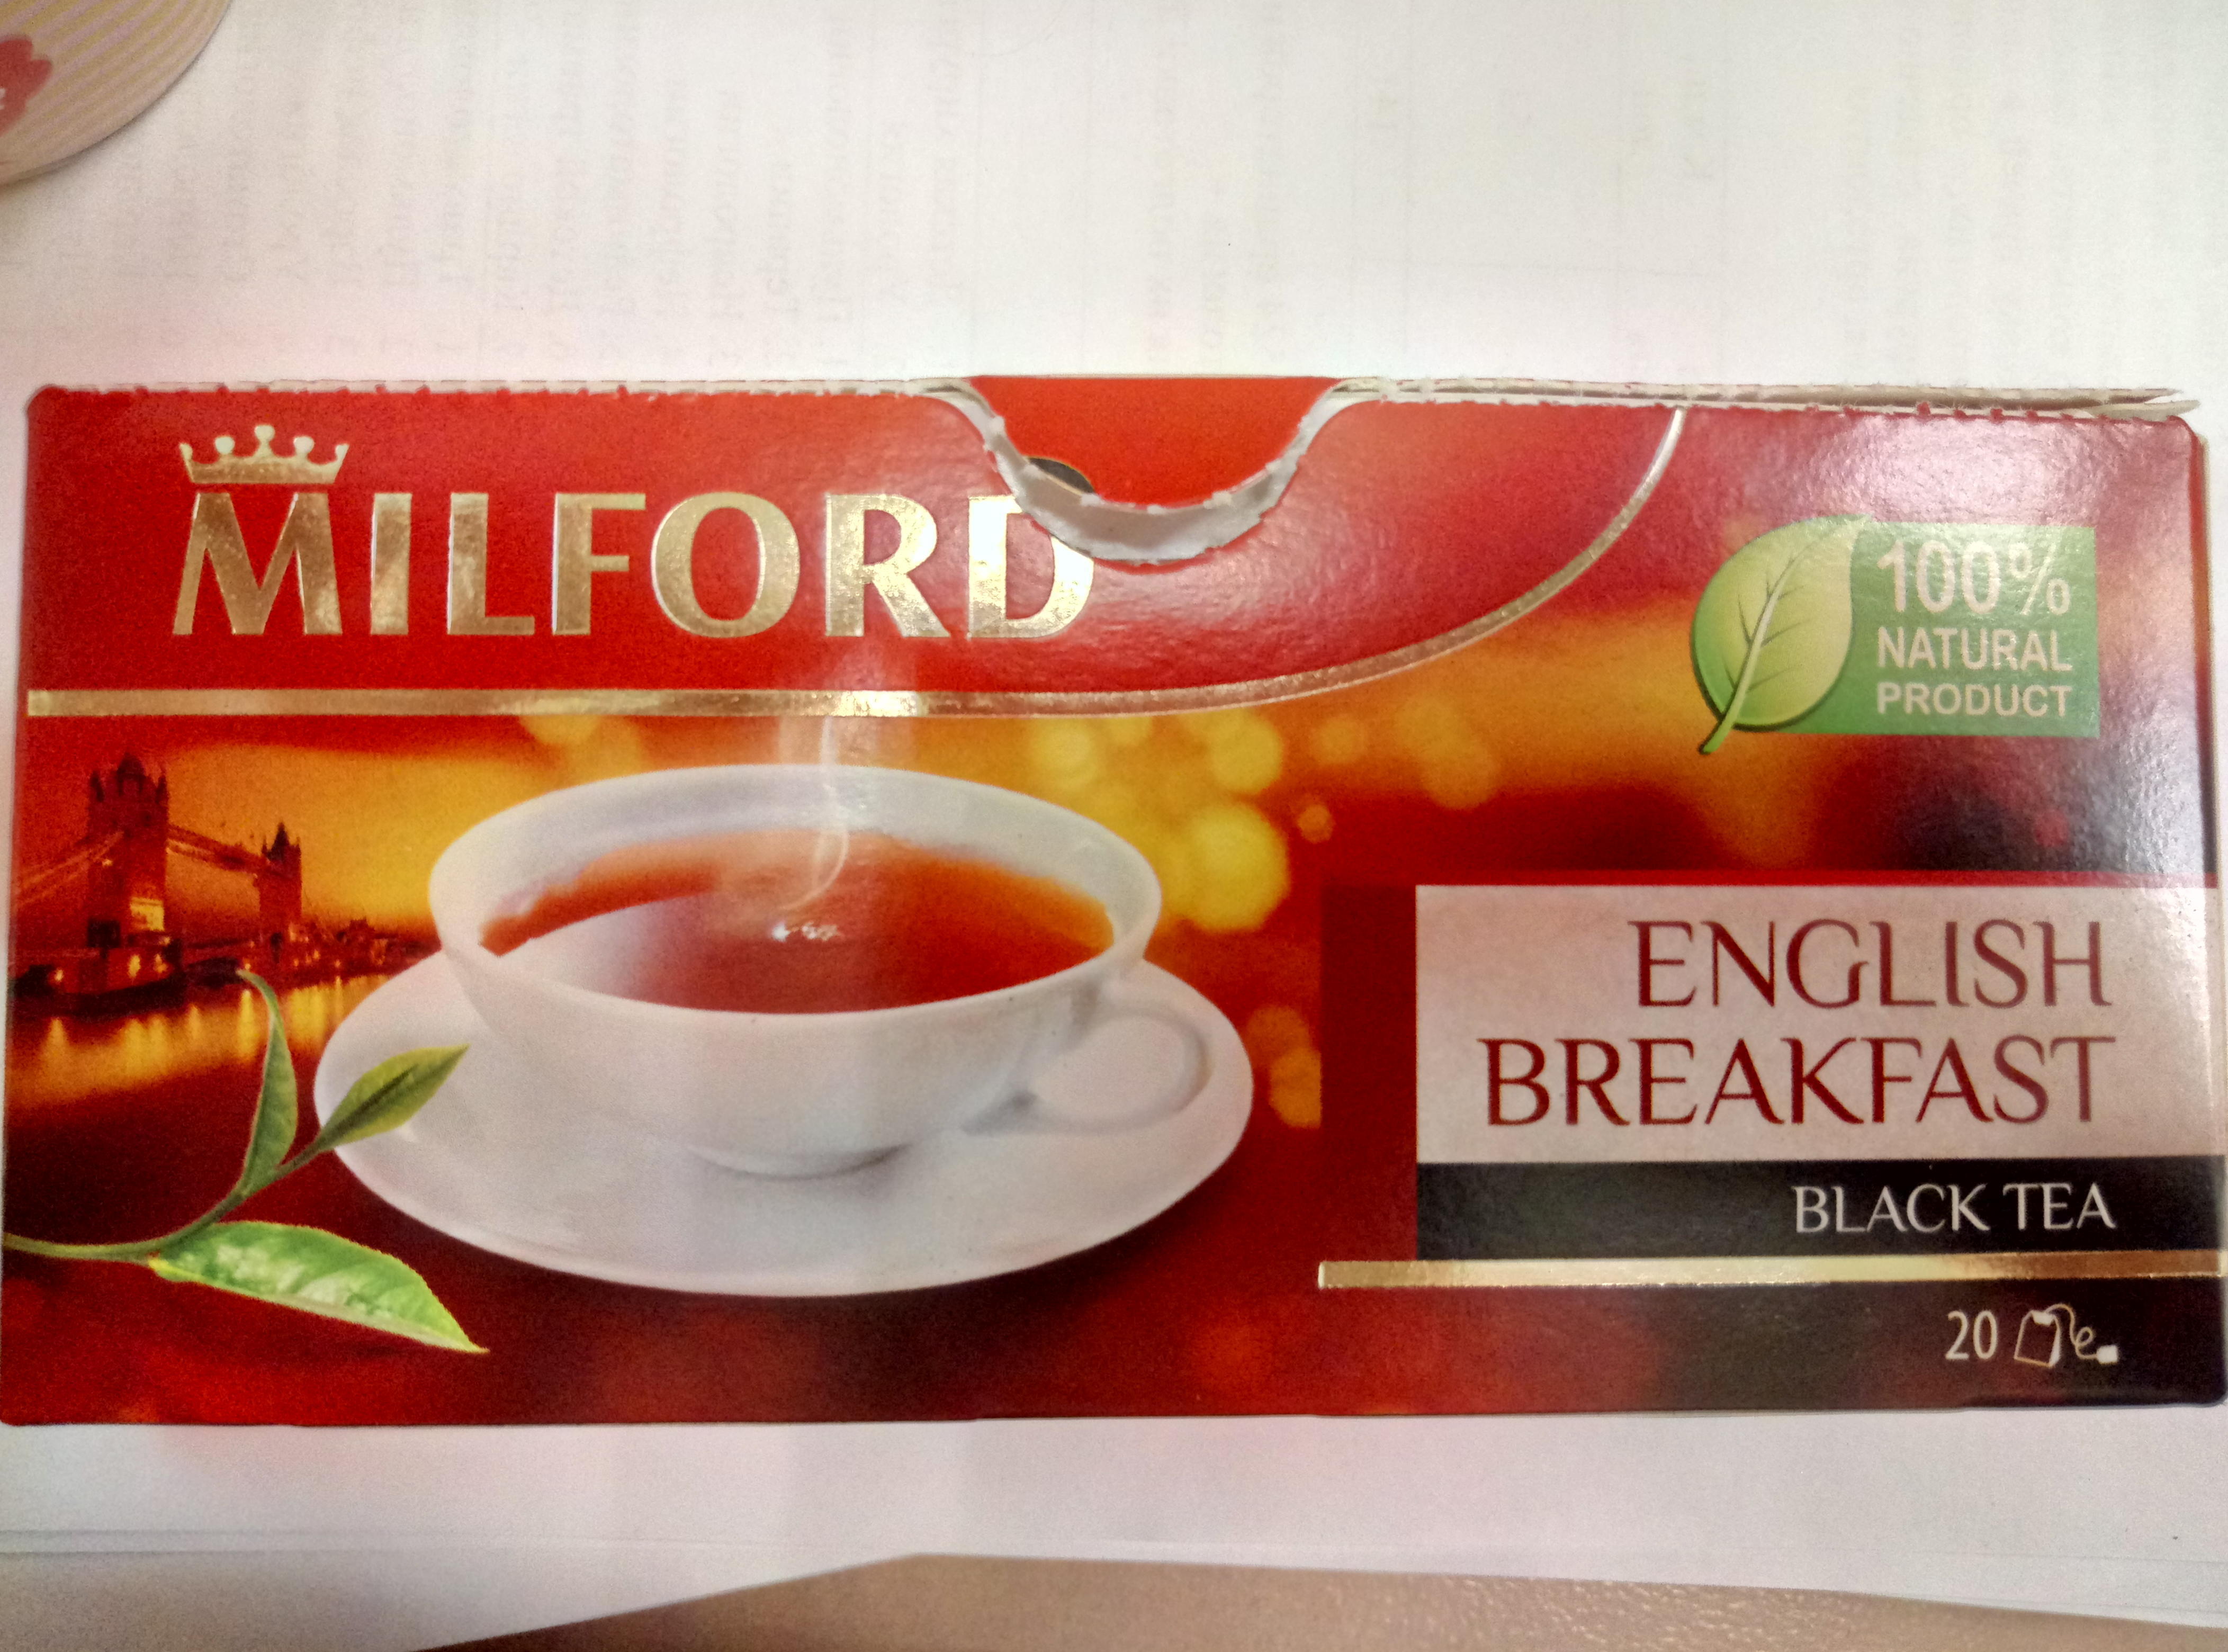 MILFORD
100%
NATURAL
PRODUCT
ENGLISH
BREAKFAST
BLACK TEA
20